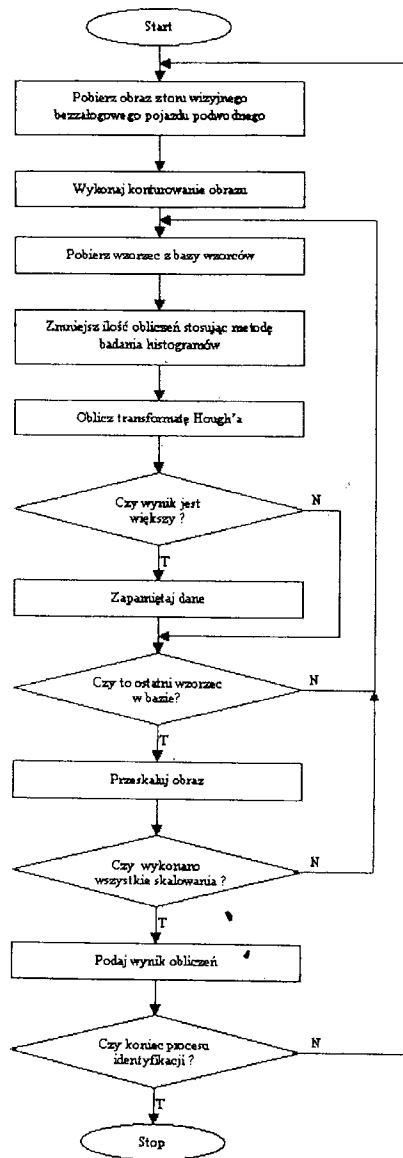 Start
Pobierz obraz z toru wizyjnego
bezzałogowego pojazdu podwodnego
Wykonaj konturowanie obrazu
Pobierz wzorzec z bazy wzorców
Zmniejsz ilość obliczeń stosując metodę
badania histogramów
Oblicz transformatę Hough'a
Czy wynik jest
większy ?
N
T
Zapamiętaj dane
Czy to ostatni wzorzec
w bazie?
N
T
Przeskaluj obraz
Czy wykonano
wszystkie skalowania ?
N
T
Podaj wynik obliczeń
Czy koniec procesu
identyfikacji ?
N
T
Stop